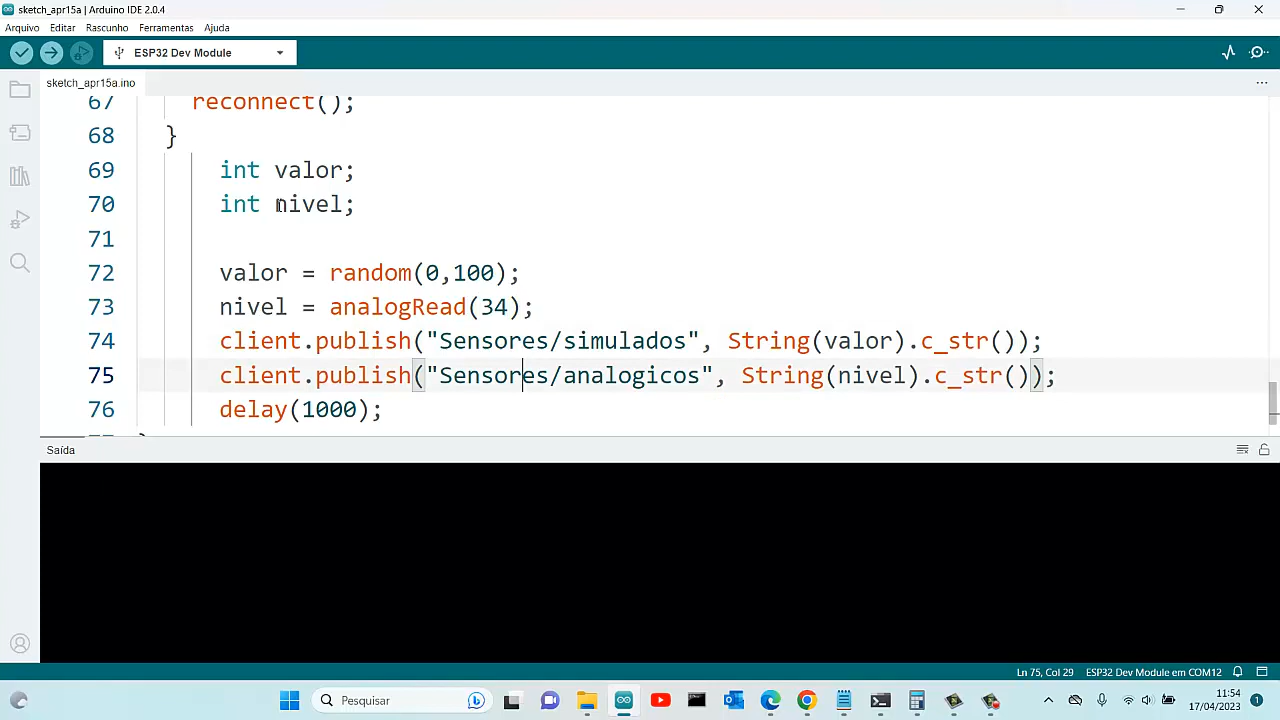 sketch_apr15a | Arduino IDE 2.0.4
Arquivo Editar Rascunho Ferramentas Ajuda
ESP32 Dev Module
sketch_apr15a.ino
67 reconnect();
68 }
69 int valor;
70 int nivel;
71
72 valor = random(0,100);
73 nivel = analogRead(34);
74 client.publish("Sensores/simulados", String(valor).c_str());
75 client.publish("Sensores/analogicos", String(nivel).c_str());
76 delay(1000);
Saída
Ln 75, Col 29 ESP32 Dev Module em COM12
Pesquisar
11:54
17/04/2023
1